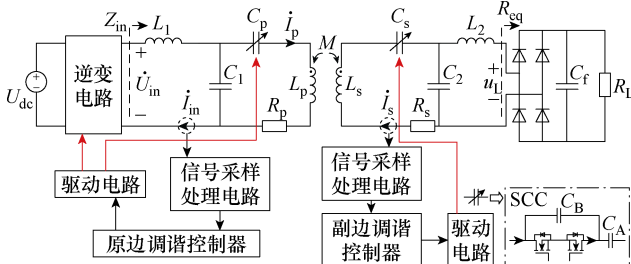 Z_in L_1 C_p İ_p M C_s L_2 R_eq
逆变
电路
U_dc + U̇_in − C_1 L_p L_s C_2 + u_L − C_f R_L
İ_in R_p İ_s R_s
信号采样
处理电路
驱动电路
原边调谐控制器
信号采样
处理电路
副边调谐
控制器
驱动
电路
SCC C_B C_A